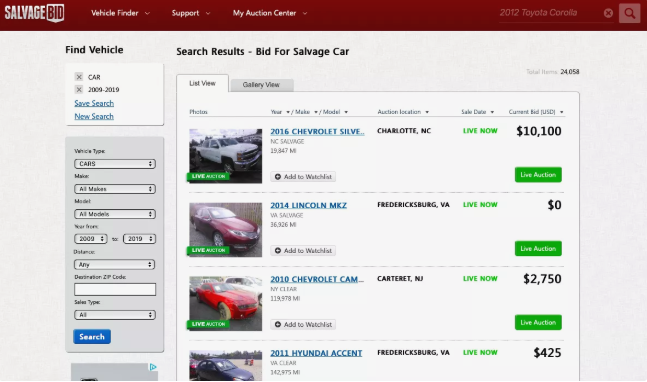 SALVAGEBID
Vehicle Finder Support My Auction Center
2012 Toyota Corolla
Find Vehicle
CAR
2009-2019
Save Search
New Search
Vehicle Type:
CARS
Make:
All Makes
Model:
All Models
Year from:
2009 to: 2019
Distance:
Any
Destination ZIP Code:
Sales Type:
All
Search
Search Results - Bid For Salvage Car
Total Items: 24,058
List View Gallery View
Photos Year / Make / Model Auction location Sale Date Current Bid (USD)
LIVE AUCTION
2016 CHEVROLET SILVE..
NC SALVAGE
19,847 MI
Add to Watchlist
CHARLOTTE, NC
LIVE NOW
$10,100
Live Auction
LIVE AUCTION
2014 LINCOLN MKZ
VA SALVAGE
36,926 MI
Add to Watchlist
FREDERICKSBURG, VA
LIVE NOW
$0
Live Auction
LIVE AUCTION
2010 CHEVROLET CAM...
NY CLEAR
119,978 MI
Add to Watchlist
CARTERET, NJ
LIVE NOW
$2,750
Live Auction
2011 HYUNDAI ACCENT
VA CLEAR
142,975 MI
FREDERICKSBURG, VA
LIVE NOW
$425